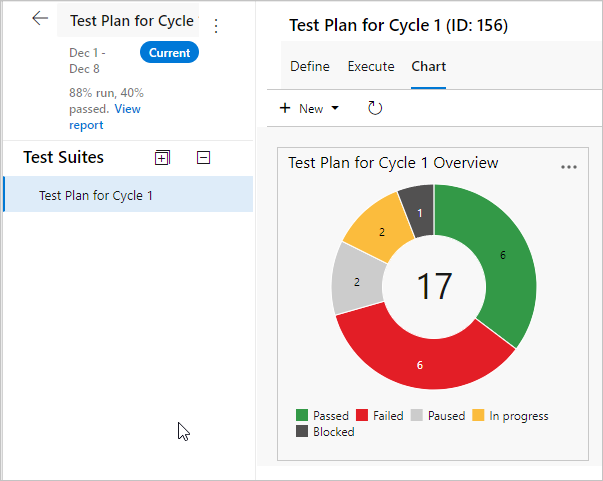 Test Plan for Cycle
Dec 1 -
Dec 8
Current
88% run, 40%
passed. View
report
Test Suites
Test Plan for Cycle 1
Test Plan for Cycle 1 (ID: 156)
Define Execute Chart
New
Test Plan for Cycle 1 Overview
1
2
6
2
17
6
Passed Failed Paused In progress
Blocked